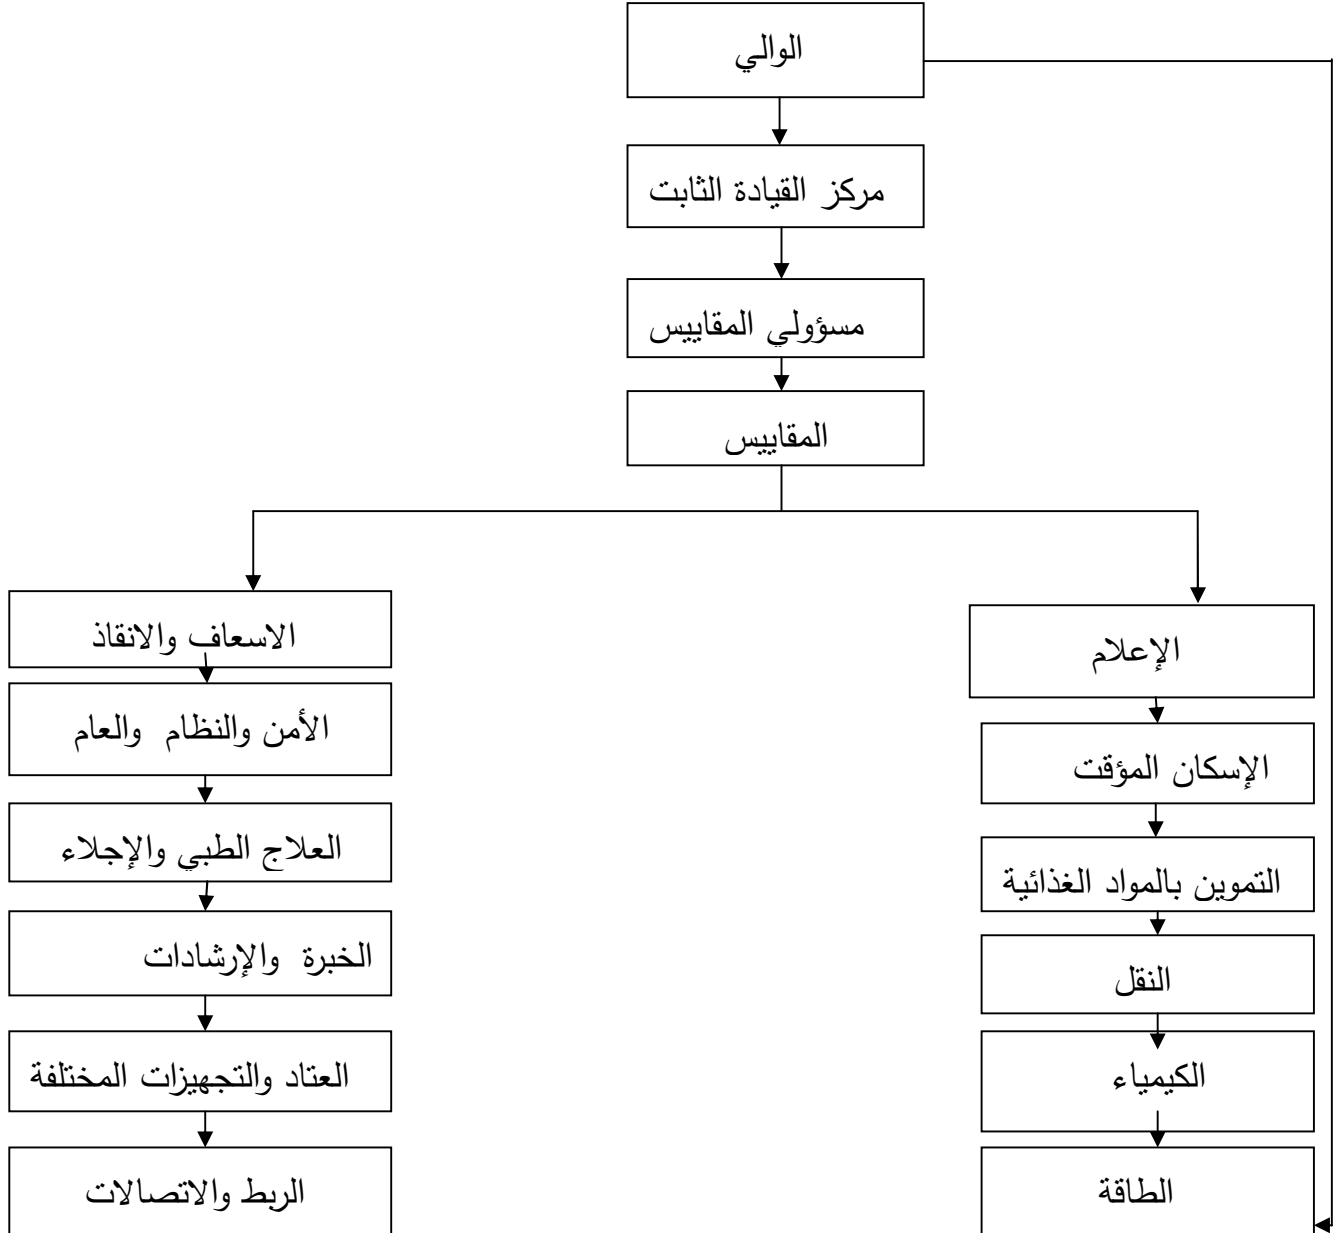 الوالي
مركز القيادة الثابت
مسؤولي المقاييس
المقاييس
الإعلام
الإسكان المؤقت
التموين بالمواد الغذائية
النقل
الكيمياء
الطاقة
الاسعاف والانقاذ
الأمن والنظام والعام
العلاج الطبي والإجلاء
الخبرة والإرشادات
العتاد والتجهيزات المختلفة
الربط والاتصالات